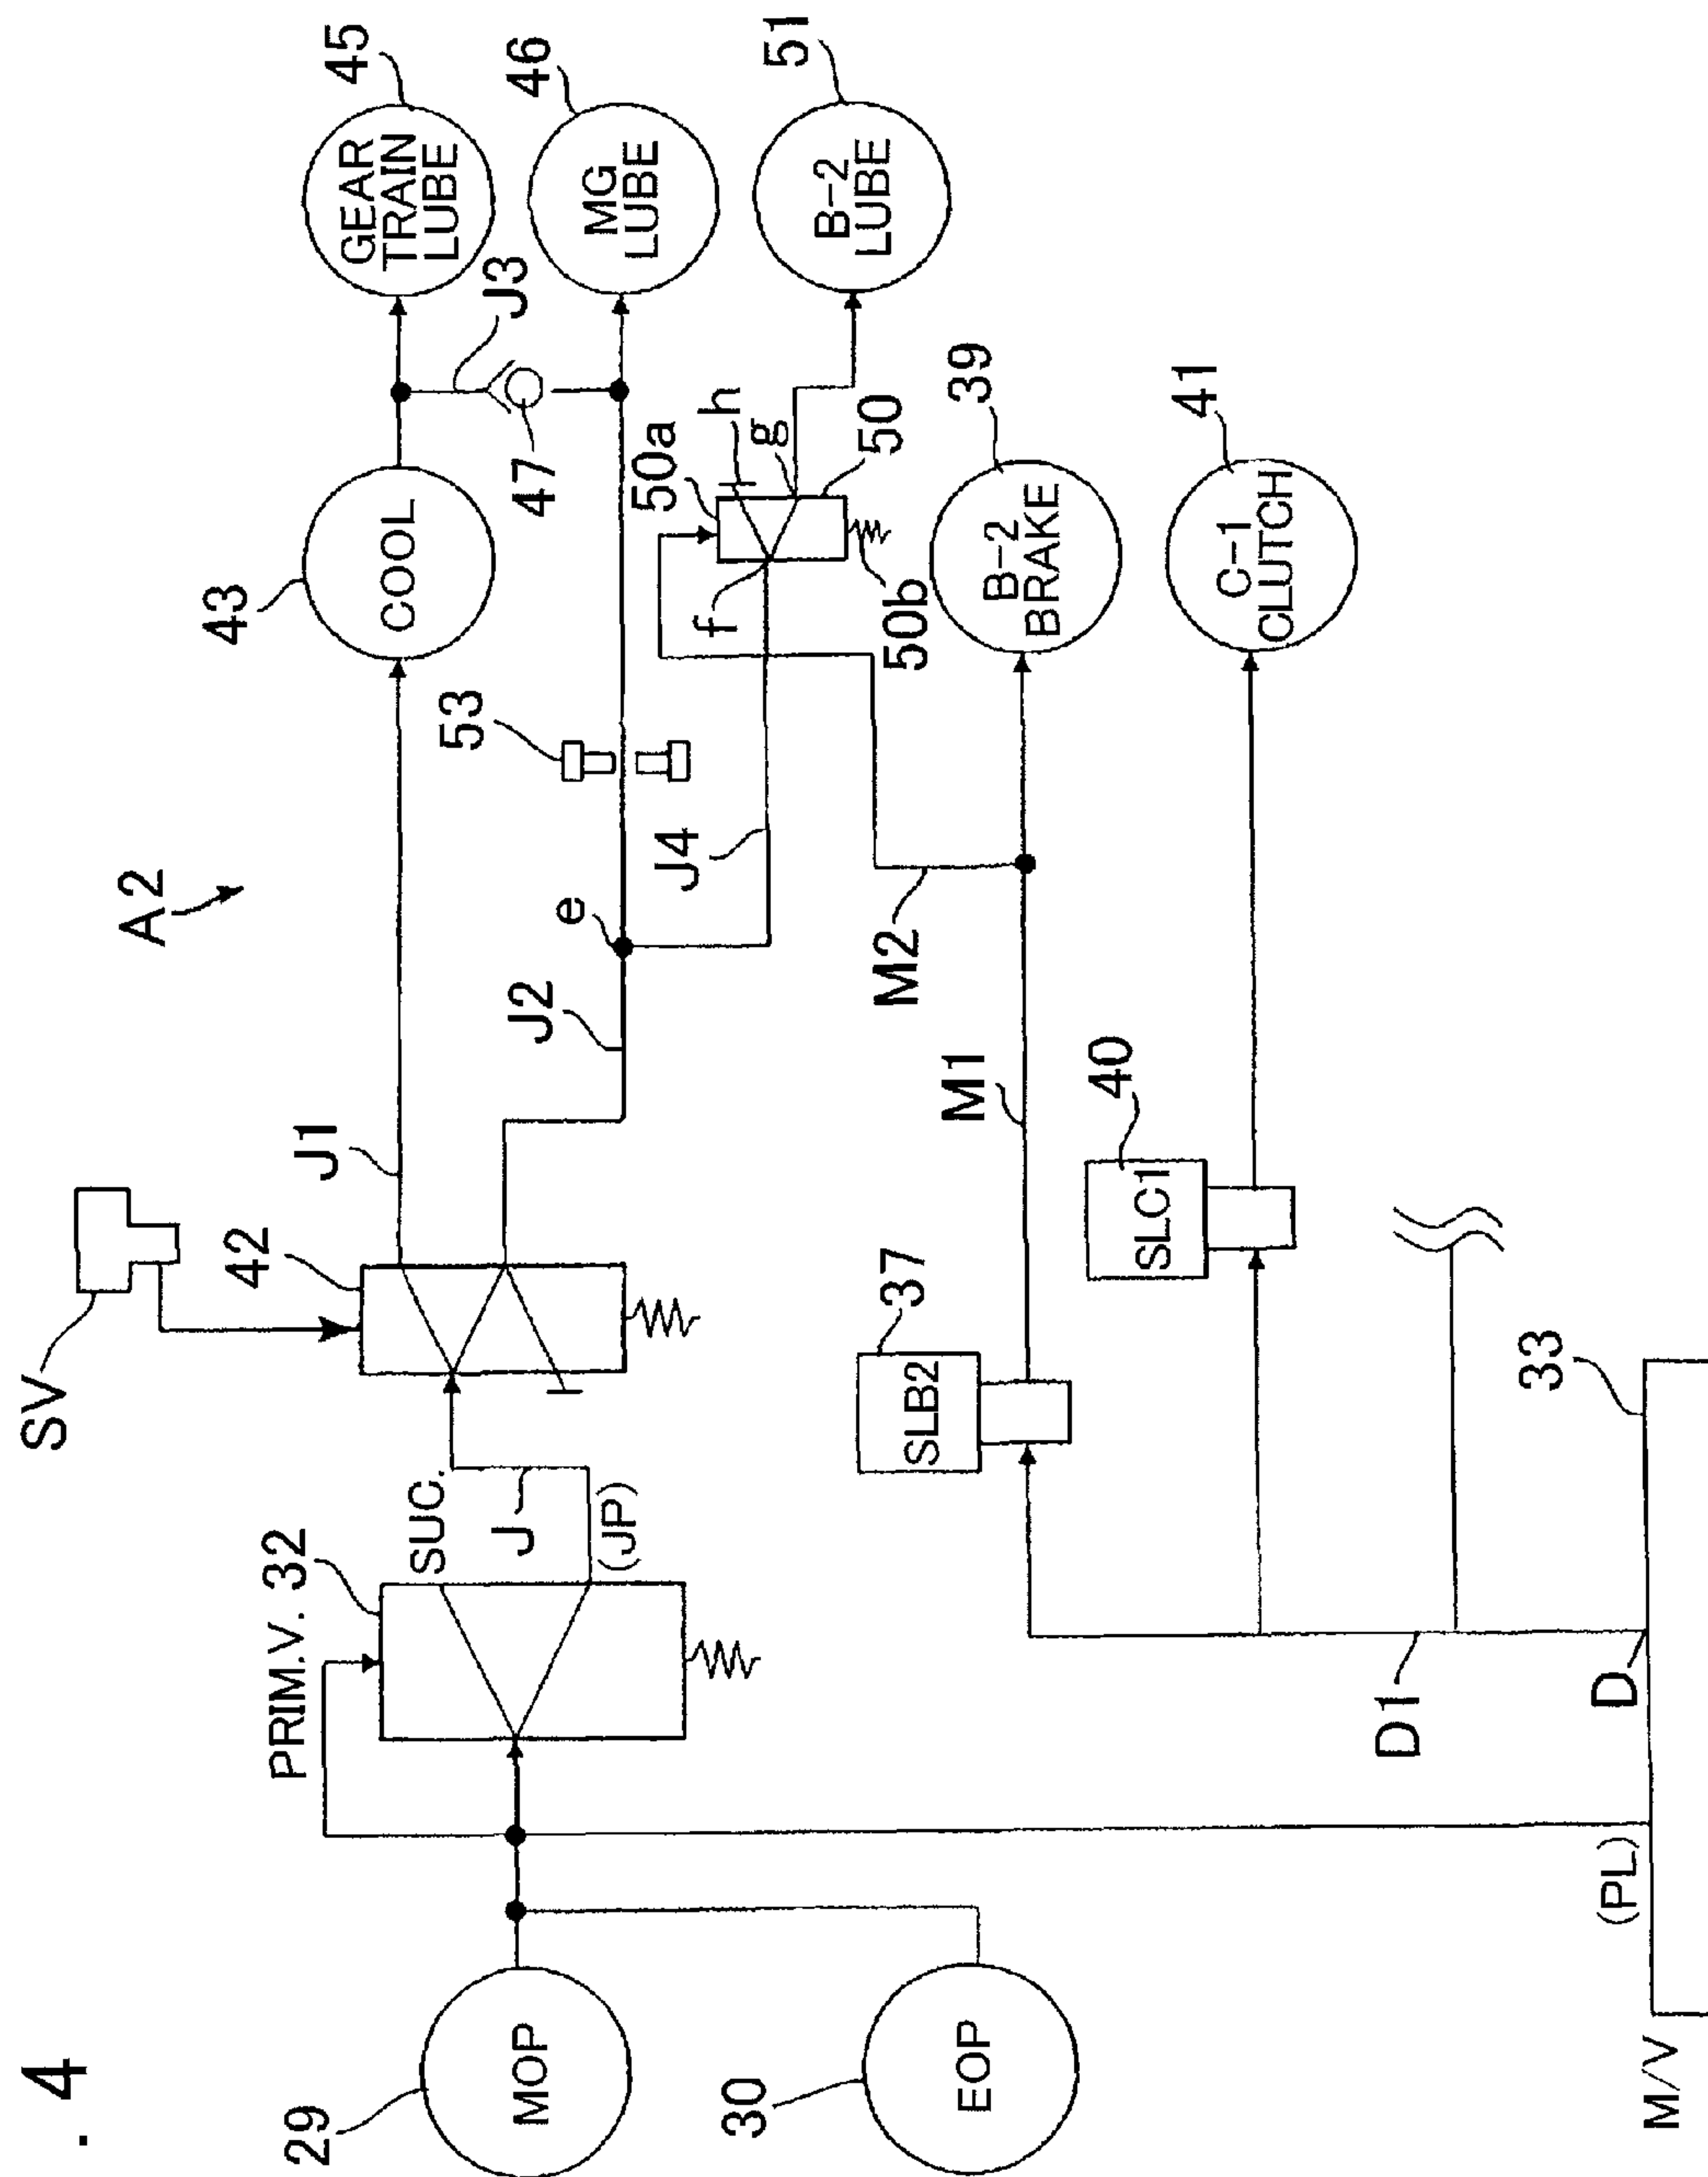 . 4
A2
SV
42
J1
43
COOL
45
GEAR
TRAIN
LUBE
J3
47
46
MG
LUBE
51
B-2
LUBE
PRIM.V.
32
SUC.
J
(JP)
J2
e
53
J4
f
50a
h
g
50
50b
29
MOP
30
EOP
37
SLB2
M1
M2
39
B-2
BRAKE
40
SLC1
41
C-1
CLUTCH
D1
D
33
(PL)
M/V